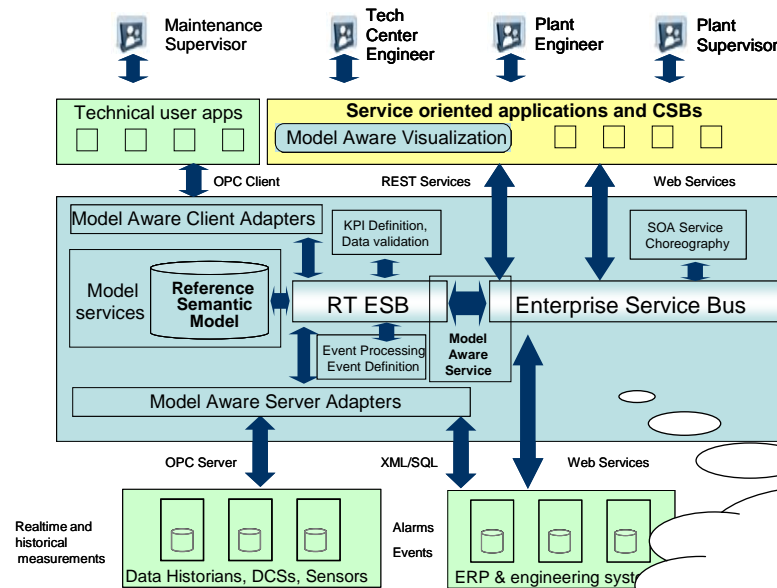 Maintenance
Supervisor
Tech
Center
Engineer
Plant
Engineer
Plant
Supervisor
Technical user apps
Service oriented applications and CSBs
Model Aware Visualization
OPC Client
REST Services
Web Services
Model Aware Client Adapters
KPI Definition,
Data validation
SOA Service
Choreography
Model
services
Reference
Semantic
Model
RT ESB
Enterprise Service Bus
Event Processing
Event Definition
Model
Aware
Service
Model Aware Server Adapters
OPC Server
XML/SQL
Web Services
Realtime and
historical
measurements
Data Historians, DCSs, Sensors
Alarms
Events
ERP & engineering